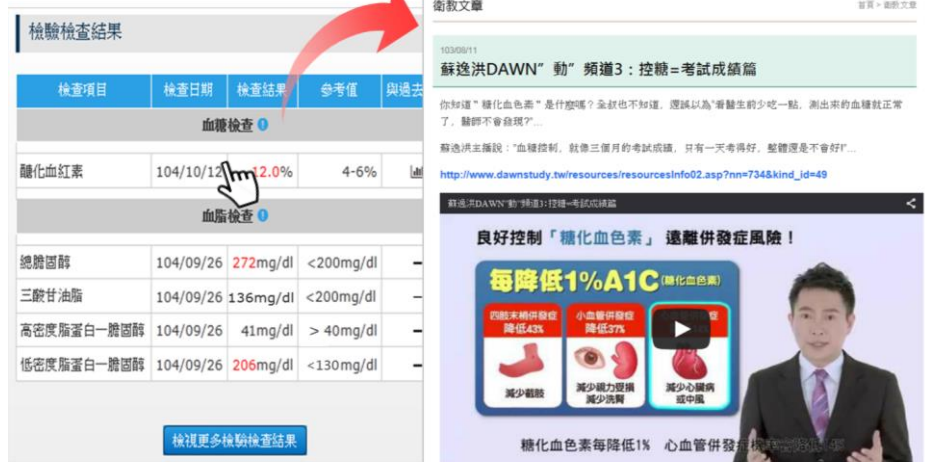 檢驗檢查結果
檢查項目 檢查日期 檢查結果 參考值 與過去
血糖檢查
醣化血紅素 104/10/12 12.0% 4-6%
血脂檢查
總膽固醇 104/09/26 272mg/dl <200mg/dl
三酸甘油脂 104/09/26 136mg/dl <200mg/dl
高密度脂蛋白－膽固醇 104/09/26 41mg/dl > 40mg/dl
低密度脂蛋白－膽固醇 104/09/26 206mg/dl <130mg/dl
檢視更多檢驗檢查結果
衛教文章
首頁 > 衛教文章
103/08/11
蘇逸洪DAWN"動"頻道3：控糖=考試成績篇
你知道"糖化血色素"是什麼嗎？全叔也不知道，還誤以為"看醫生前少吃一點，測出來的血糖就正常
了，醫師不會發現?"...
蘇逸洪主播說："血糖控制，就像三個月的考試成績，只有一天考得好，整體還是不會好!"...
http://www.dawnstudy.tw/resources/resourcesInfo02.asp?nn=734&kind_id=49
蘇逸洪DAWN"動"頻道3:控糖=考試成績篇
良好控制「糖化血色素」 遠離併發症風險！
每降低1%A1C(糖化血色素)
四肢末梢併發症
降低43%
小血管併發症
降低37%
減少截肢
減少視力受損
減少洗腎
減少心臟病
或中風
糖化血色素每降低1% 心血管併發